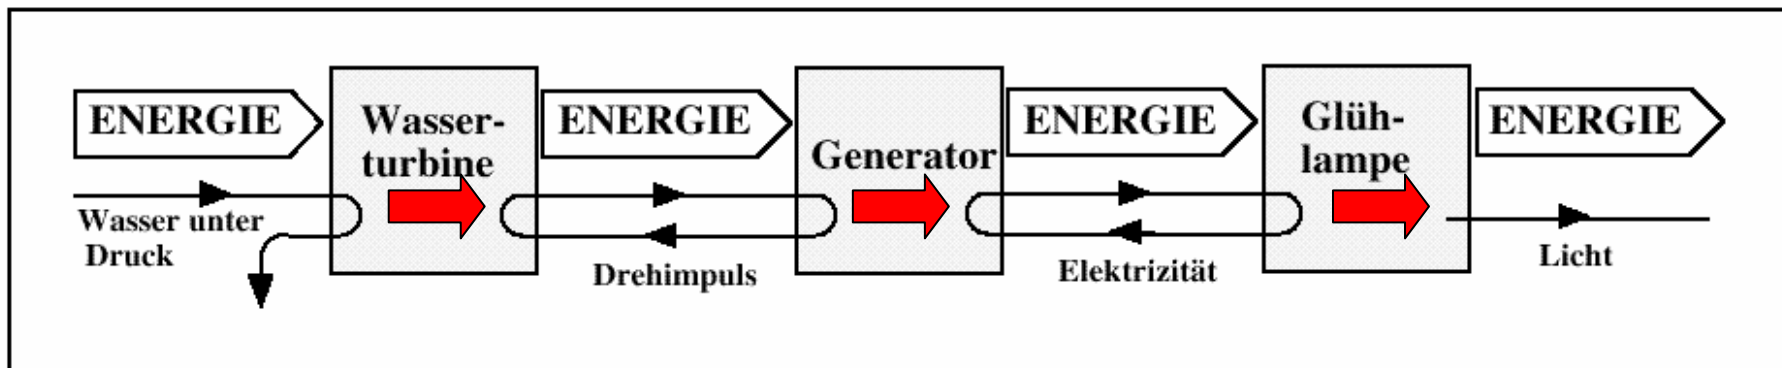 ENERGIE
Wasser-
turbine
ENERGIE
Generator
ENERGIE
Glüh-
lampe
ENERGIE
Wasser unter
Druck
Drehimpuls
Elektrizität
Licht